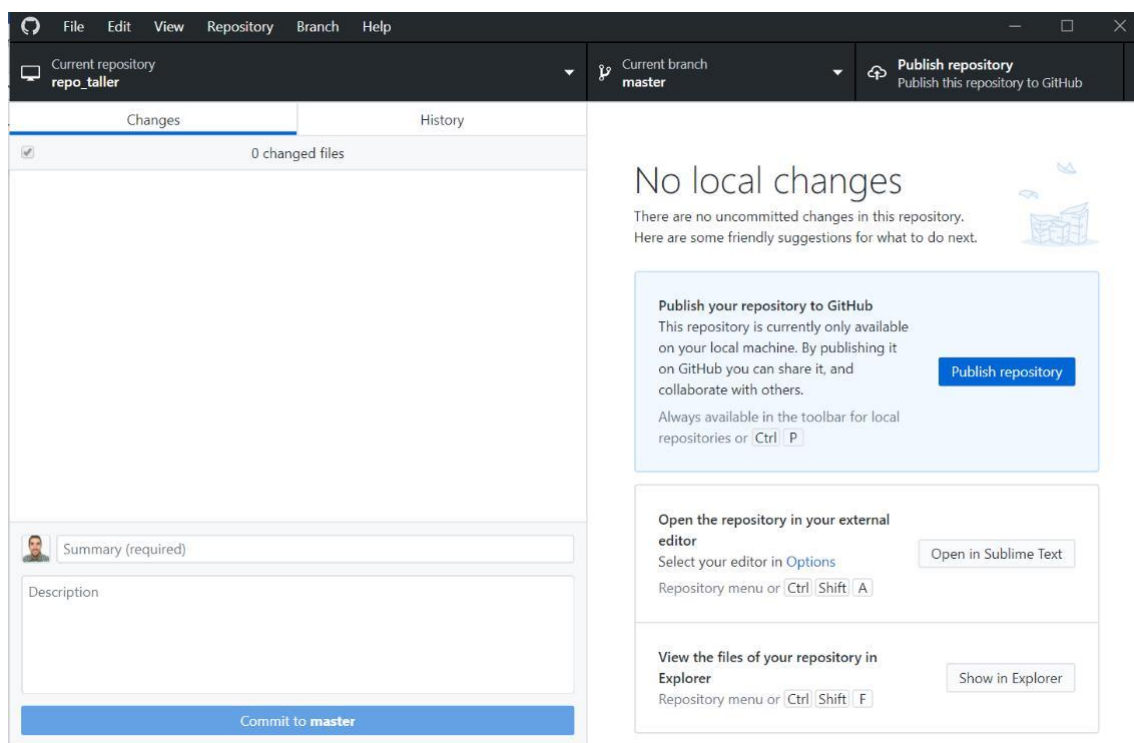 File Edit View Repository Branch Help
Current repository
repo_taller
Current branch
master
Publish repository
Publish this repository to GitHub
Changes History
0 changed files
No local changes
There are no uncommitted changes in this repository.
Here are some friendly suggestions for what to do next.
Publish your repository to GitHub
This repository is currently only available
on your local machine. By publishing it
on GitHub you can share it, and
collaborate with others.
Always available in the toolbar for local
repositories or Ctrl P
Publish repository
Open the repository in your external
editor
Select your editor in Options
Repository menu or Ctrl Shift A
Open in Sublime Text
View the files of your repository in
Explorer
Repository menu or Ctrl Shift F
Show in Explorer
Summary (required)
Description
Commit to master